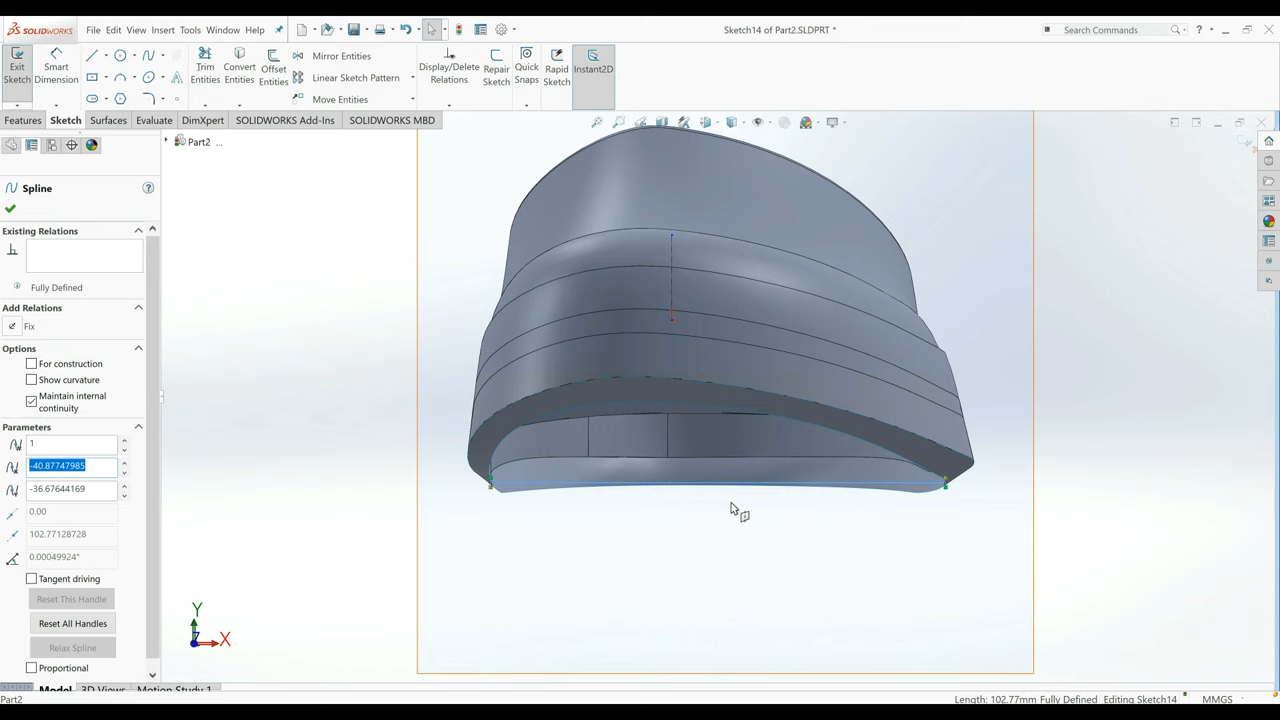 SOLIDWORKS File Edit View Insert Tools Window Help Sketch14 of Part2.SLDPRT * Search Commands
Exit Sketch Smart Dimension Trim Entities Convert Entities Offset Entities Mirror Entities Linear Sketch Pattern Move Entities Display/Delete Relations Repair Sketch Quick Snaps Rapid Sketch Instant2D
Features Sketch Surfaces Evaluate DimXpert SOLIDWORKS Add-Ins SOLIDWORKS MBD
Part2 ...
Spline
Existing Relations
Fully Defined
Add Relations
Fix
Options
For construction
Show curvature
Maintain internal
continuity
Parameters
1
-40.87747985
-36.67644169
0.00
102.77128728
0.00049924°
Tangent driving
Reset This Handle
Reset All Handles
Relax Spline
Proportional
Y
Z X
Model 3D Views Motion Study 1
Part2 Length: 102.77mm Fully Defined Editing Sketch14 MMGS